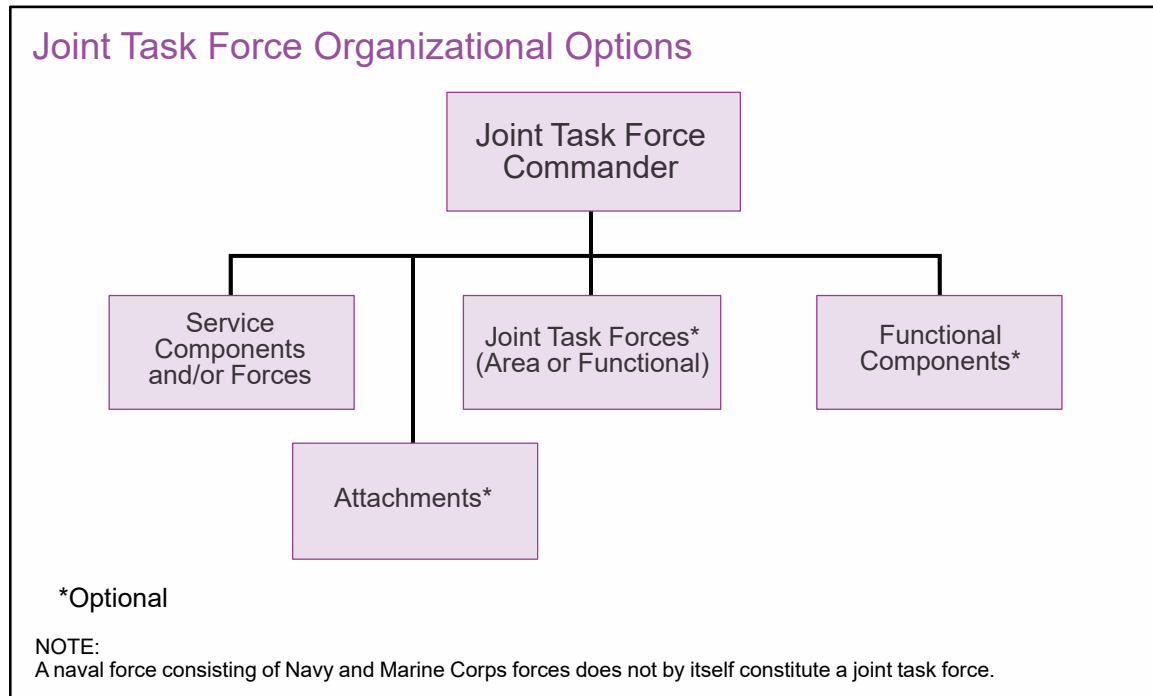 Joint Task Force Organizational Options
Joint Task Force
Commander
Service
Components
and/or Forces
Joint Task Forces*
(Area or Functional)
Functional
Components*
Attachments*
*Optional
NOTE:
A naval force consisting of Navy and Marine Corps forces does not by itself constitute a joint task force.